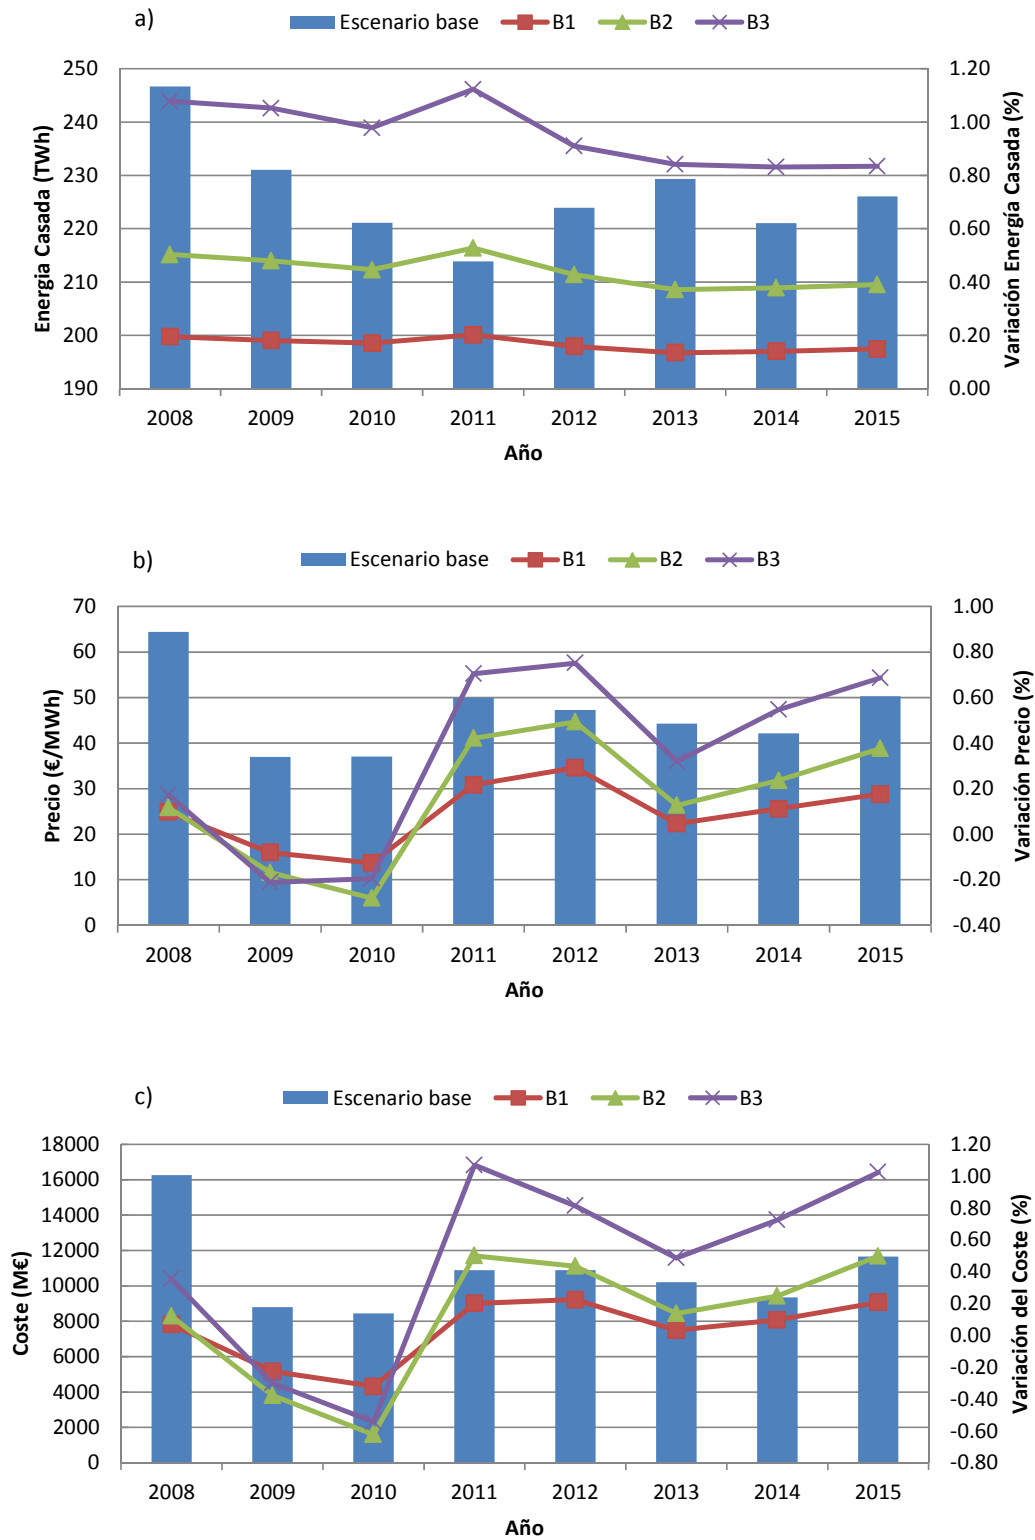 a)
Escenario base B1 B2 B3
Energía Casada (TWh)
250
240
230
220
210
200
190
1.20
1.00
0.80
0.60
0.40
0.20
0.00
Variación Energía Casada (%)
2008 2009 2010 2011 2012 2013 2014 2015
Año
b)
Escenario base B1 B2 B3
Precio (€/MWh)
70
60
50
40
30
20
10
0
1.00
0.80
0.60
0.40
0.20
0.00
-0.20
-0.40
Variación Precio (%)
2008 2009 2010 2011 2012 2013 2014 2015
Año
c)
Escenario base B1 B2 B3
Coste (M€)
18000
16000
14000
12000
10000
8000
6000
4000
2000
0
1.20
1.00
0.80
0.60
0.40
0.20
0.00
-0.20
-0.40
-0.60
-0.80
Variación del Coste (%)
2008 2009 2010 2011 2012 2013 2014 2015
Año